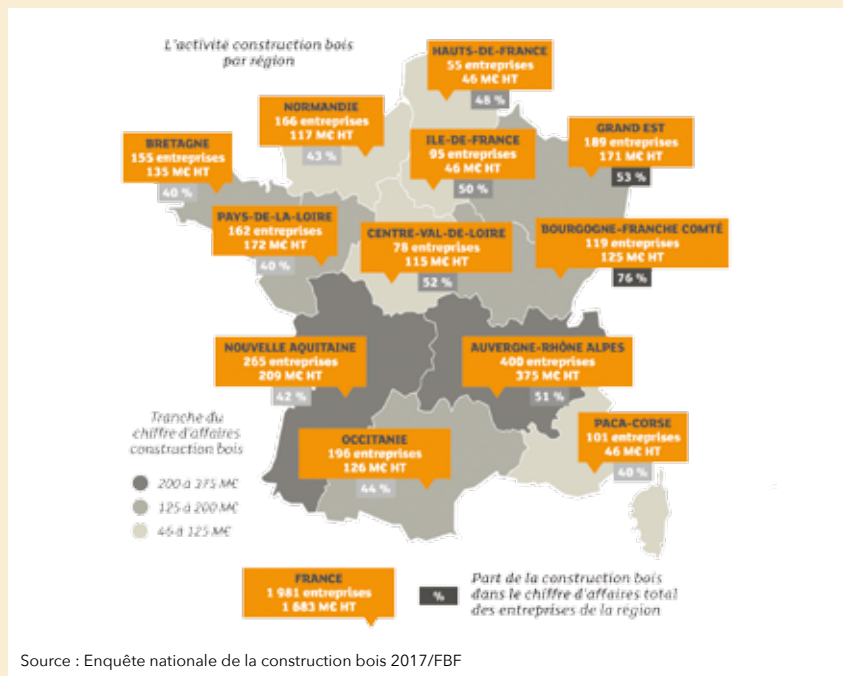 L'activité construction bois
par région
HAUTS-DE-FRANCE
55 entreprises
46 M€ HT
48 %
NORMANDIE
166 entreprises
117 M€ HT
43 %
ILE-DE-FRANCE
95 entreprises
46 M€ HT
50 %
GRAND EST
189 entreprises
171 M€ HT
53 %
BRETAGNE
155 entreprises
135 M€ HT
40 %
PAYS-DE-LA-LOIRE
162 entreprises
172 M€ HT
40 %
CENTRE-VAL-DE-LOIRE
78 entreprises
115 M€ HT
52 %
BOURGOGNE-FRANCHE COMTÉ
119 entreprises
125 M€ HT
76 %
NOUVELLE AQUITAINE
265 entreprises
209 M€ HT
42 %
AUVERGNE-RHÔNE ALPES
400 entreprises
375 M€ HT
51 %
OCCITANIE
196 entreprises
126 M€ HT
44 %
PACA-CORSE
101 entreprises
46 M€ HT
40 %
Tranche du
chiffre d'affaires
construction bois
200 à 375 M€
125 à 200 M€
46 à 125 M€
FRANCE
1 981 entreprises
1 683 M€ HT
%
Part de la construction bois
dans le chiffre d'affaires total
des entreprises de la région
Source : Enquête nationale de la construction bois 2017/FBF